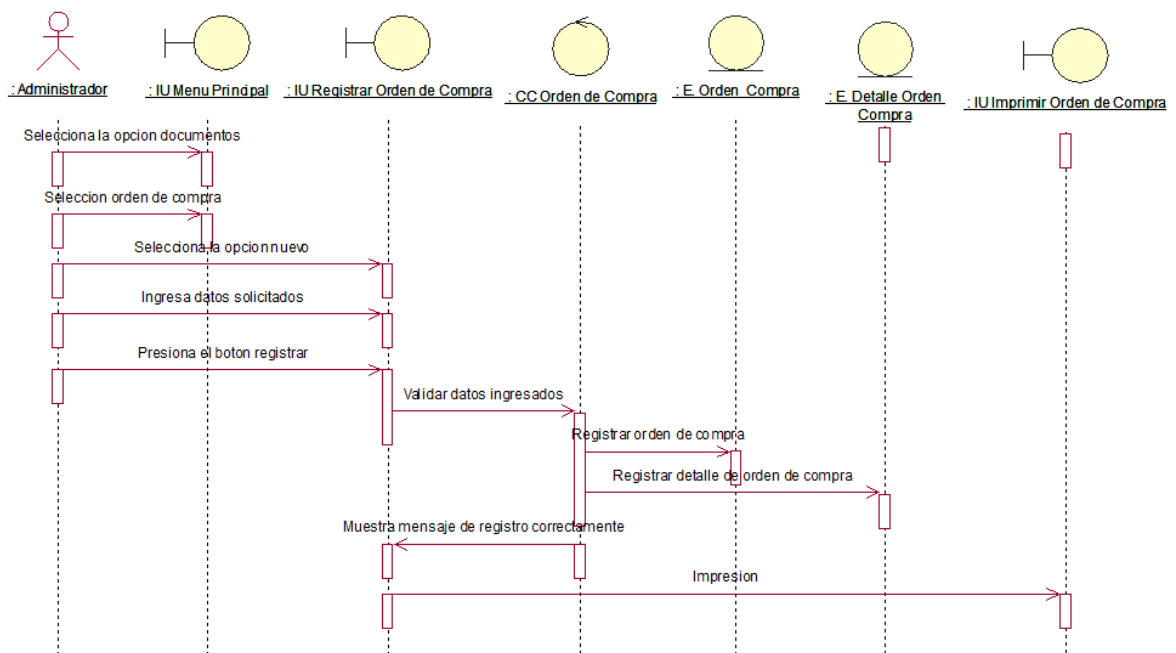 : Administrador
: IU Menu Principal
: IU Registrar Orden de Compra
: CC Orden de Compra
: E. Orden Compra
: E. Detalle Orden
Compra
: IU Imprimir Orden de Compra
Selecciona la opcion documentos
Seleccion orden de compra
Selecciona la opcion nuevo
Ingresa datos solicitados
Presiona el boton registrar
Validar datos ingresados
Registrar orden de compra
Registrar detalle de orden de compra
Muestra mensaje de registro correctamente
Impresion